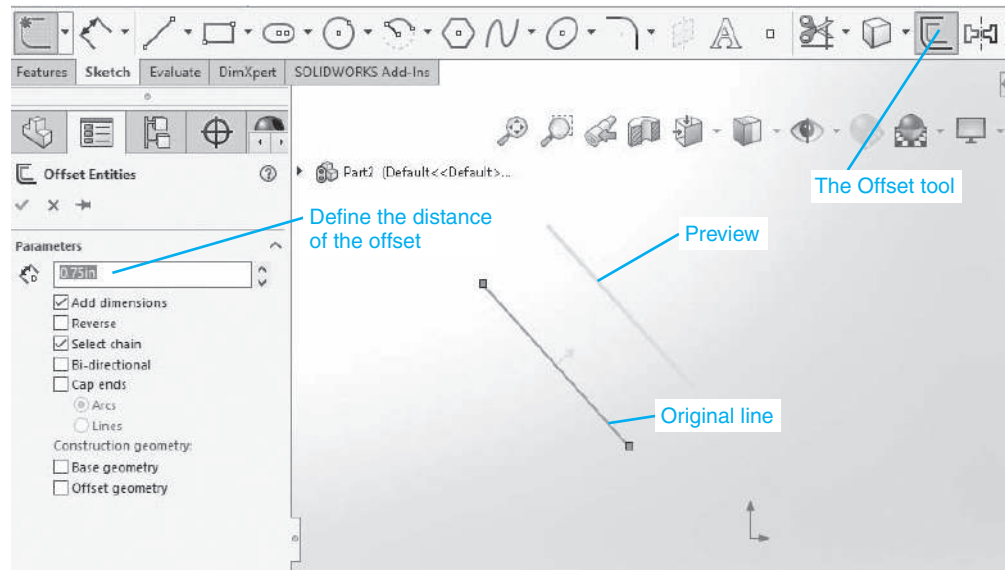 Features Sketch Evaluate DimXpert SOLIDWORKS Add-Ins
Offset Entities
Part2 (Default<<Default>...
The Offset tool
Define the distance
of the offset
Preview
Parameters
0.75in
Add dimensions
Reverse
Select chain
Bi-directional
Cap ends
Arcs
Lines
Original line
Construction geometry:
Base geometry
Offset geometry